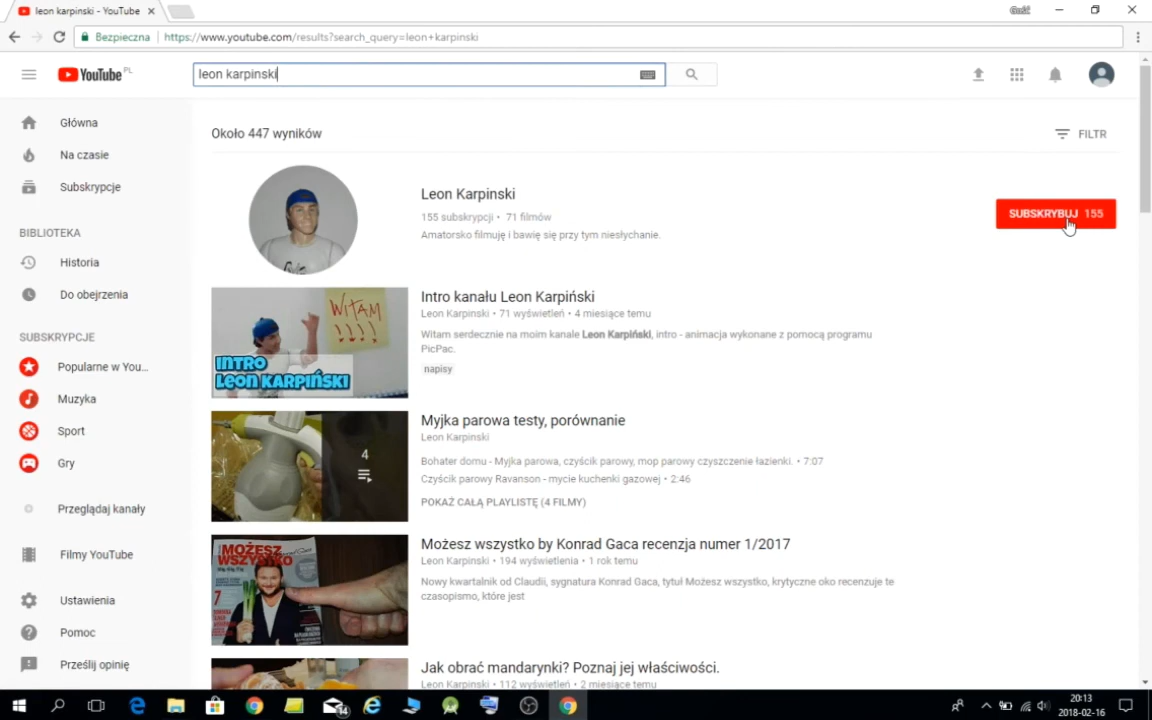 leon karpinski - YouTube
Gość
Bezpieczna
https://www.youtube.com/results?search_query=leon+karpinski
YouTube PL
leon karpinski
Główna
Na czasie
Subskrypcje
BIBLIOTEKA
Historia
Do obejrzenia
SUBSKRYPCJE
Popularne w You...
Muzyka
Sport
Gry
Przeglądaj kanały
Filmy YouTube
Ustawienia
Pomoc
Prześlij opinię
Około 447 wyników
FILTR
Leon Karpinski
155 subskrypcji • 71 filmów
Amatorsko filmuję i bawię się przy tym niesłychanie.
SUBSKRYBUJ 155
WITAM
!!!!
INTRO
Leon KARPIŃSKI
Intro kanału Leon Karpiński
Leon Karpinski • 71 wyświetleń • 4 miesiące temu
Witam serdecznie na moim kanale Leon Karpiński, intro - animacja wykonane z pomocą programu
PicPac.
napisy
4
Myjka parowa testy, porównanie
Leon Karpinski
Bohater domu - Myjka parowa, czyścik parowy, mop parowy czyszczenie łazienki. • 7:07
Czyścik parowy Ravanson - mycie kuchenki gazowej • 2:46
POKAŻ CAŁĄ PLAYLISTĘ (4 FILMY)
MOŻESZ
WSZYSTKO
7
Możesz wszystko by Konrad Gaca recenzja numer 1/2017
Leon Karpinski • 194 wyświetlenia • 1 rok temu
Nowy kwartalnik od Claudii, sygnatura Konrad Gaca, tytuł Możesz wszystko, krytyczne oko recenzuje te
czasopismo, które jest
Jak obrać mandarynki? Poznaj jej właściwości.
Leon Karpinski • 112 wyświetleń • 2 miesiące temu
14
20:13
2018-02-16